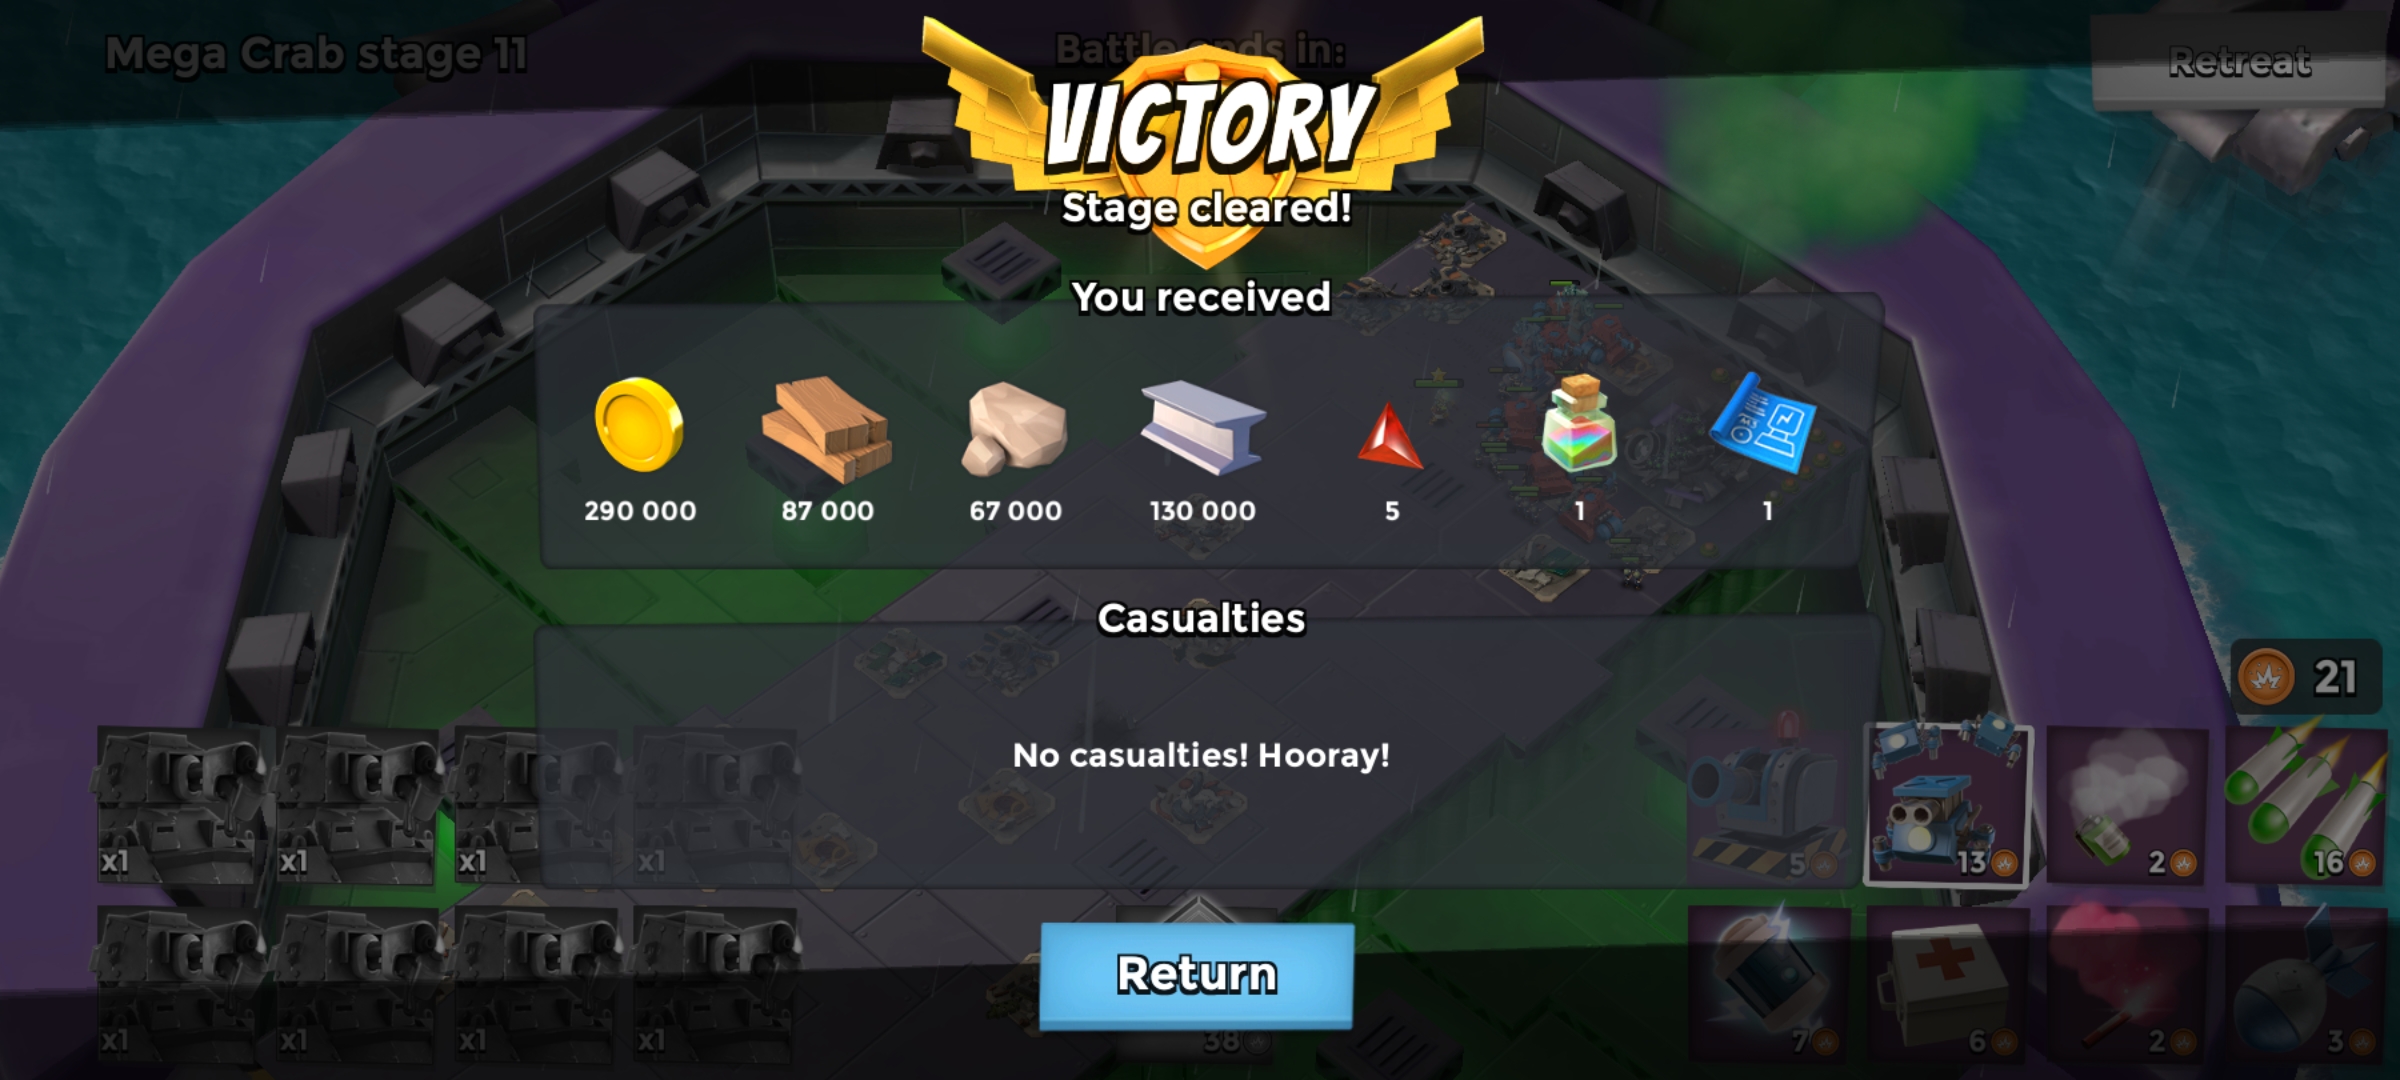 Mega Crab stage 11
Battle ends in:
Retreat
VICTORY
Stage cleared!
You received
290 000
87 000
67 000
130 000
5
1
1
Casualties
No casualties! Hooray!
21
x1
x1
x1
x1
5
13
2
16
Return
x1
x1
x1
x1
38
7
6
2
3